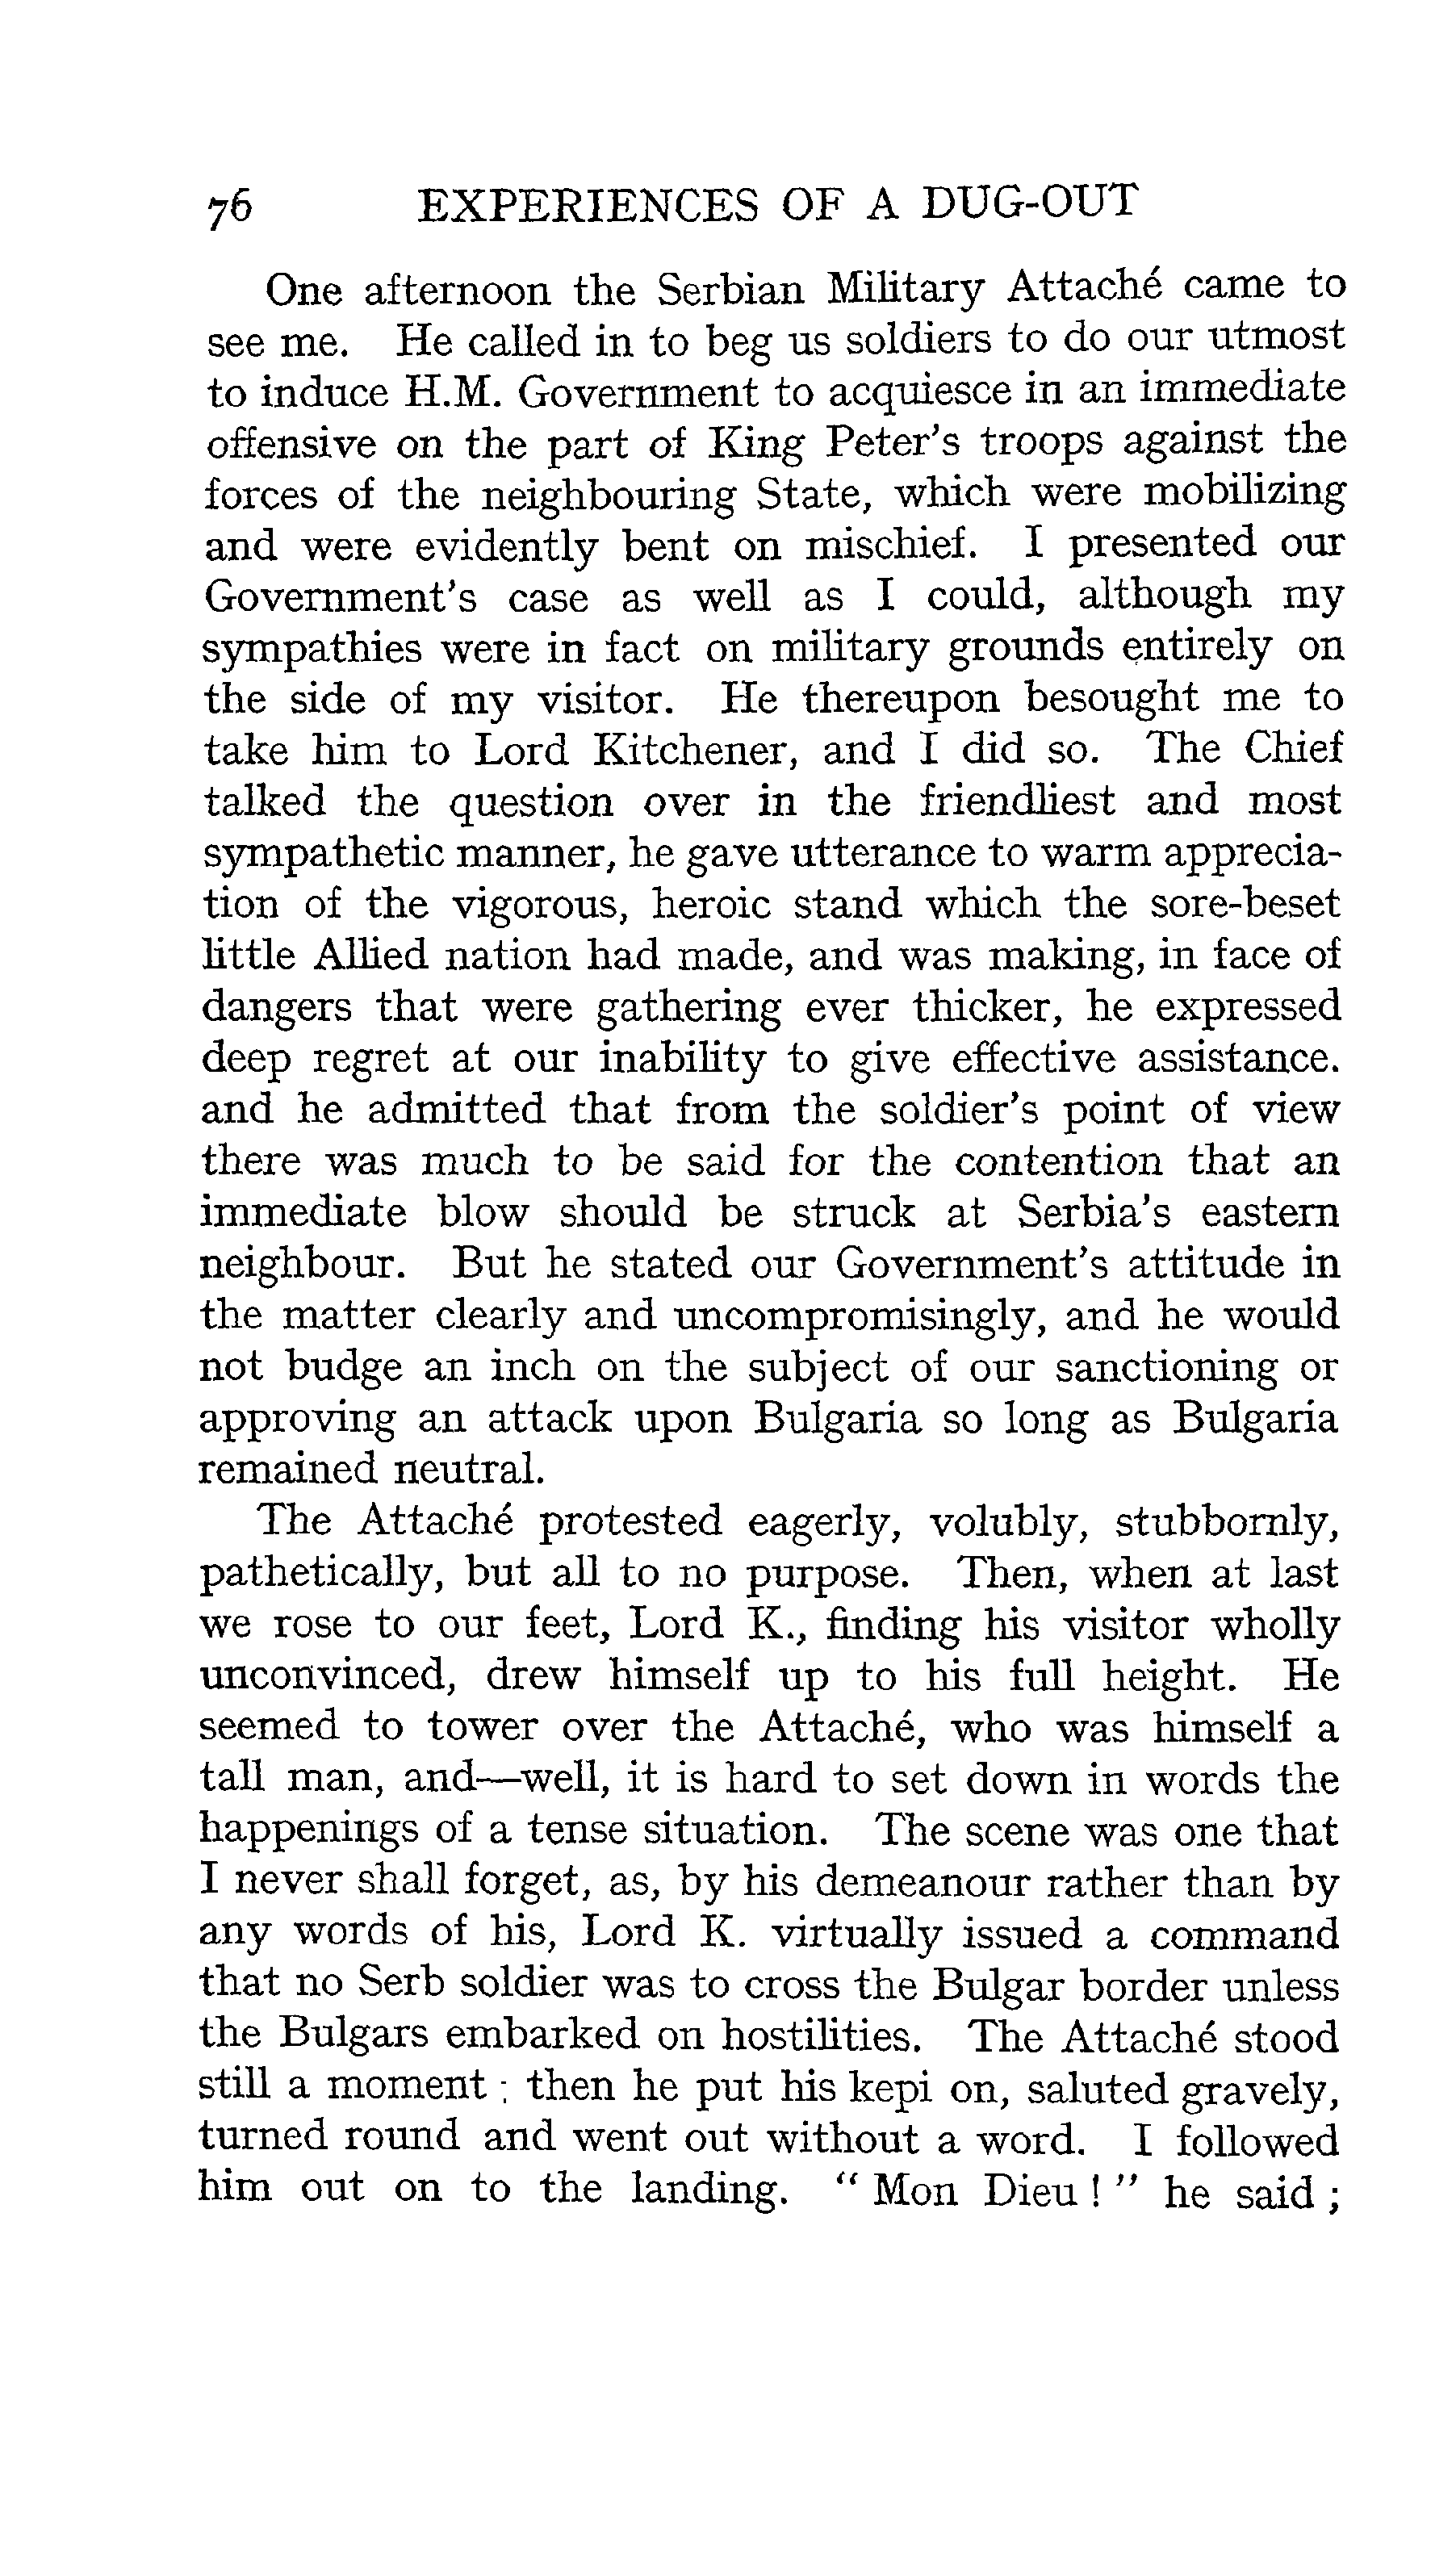 76 EXPERIENCES OF A DUG-OUT
One afternoon the Serbian Military Attaché came to
see me. He called in to beg us soldiers to do our utmost
to induce H.M. Government to acquiesce in an immediate
offensive on the part of King Peter's troops against the
forces of the neighbouring State, which were mobilizing
and were evidently bent on mischief. I presented our
Government's case as well as I could, although my
sympathies were in fact on military grounds entirely on
the side of my visitor. He thereupon besought me to
take him to Lord Kitchener, and I did so. The Chief
talked the question over in the friendliest and most
sympathetic manner, he gave utterance to warm apprecia-
tion of the vigorous, heroic stand which the sore-beset
little Allied nation had made, and was making, in face of
dangers that were gathering ever thicker, he expressed
deep regret at our inability to give effective assistance.
and he admitted that from the soldier's point of view
there was much to be said for the contention that an
immediate blow should be struck at Serbia's eastern
neighbour. But he stated our Government's attitude in
the matter clearly and uncompromisingly, and he would
not budge an inch on the subject of our sanctioning or
approving an attack upon Bulgaria so long as Bulgaria
remained neutral.
The Attaché protested eagerly, volubly, stubbornly,
pathetically, but all to no purpose. Then, when at last
we rose to our feet, Lord K., finding his visitor wholly
unconvinced, drew himself up to his full height. He
seemed to tower over the Attaché, who was himself a
tall man, and—well, it is hard to set down in words the
happenings of a tense situation. The scene was one that
I never shall forget, as, by his demeanour rather than by
any words of his, Lord K. virtually issued a command
that no Serb soldier was to cross the Bulgar border unless
the Bulgars embarked on hostilities. The Attaché stood
still a moment ; then he put his kepi on, saluted gravely,
turned round and went out without a word. I followed
him out on to the landing. " Mon Dieu ! " he said ;